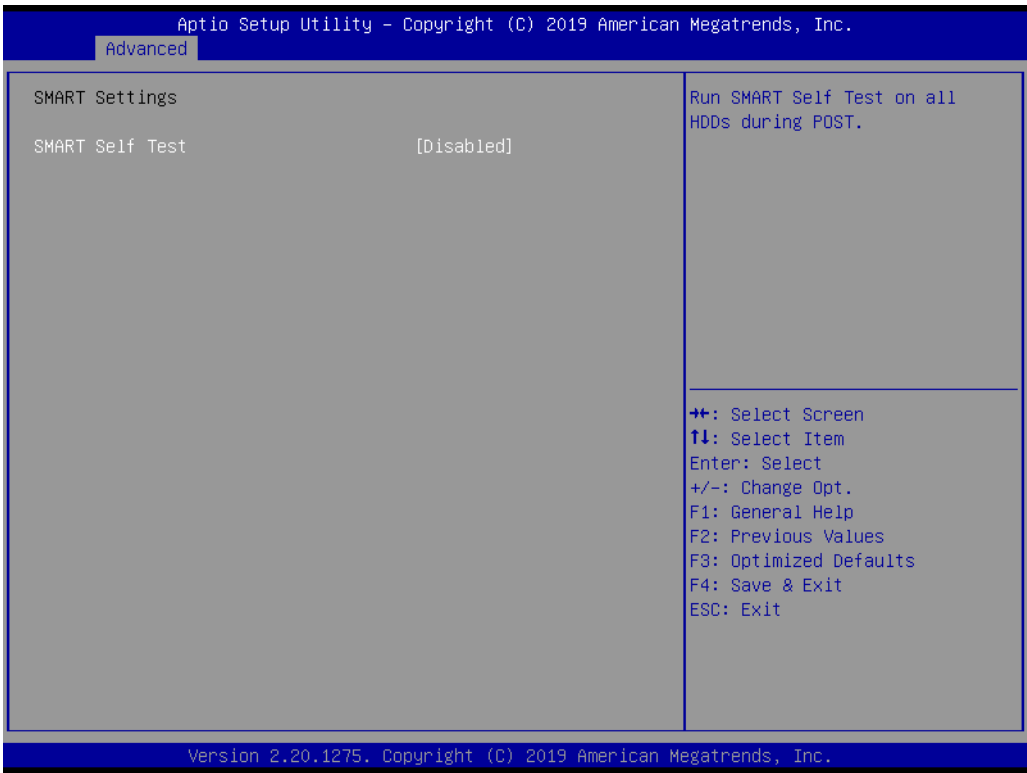 Aptio Setup Utility – Copyright (C) 2019 American Megatrends, Inc.
Advanced
SMART Settings
SMART Self Test [Disabled]
Run SMART Self Test on all
HDDs during POST.
→←: Select Screen
↑↓: Select Item
Enter: Select
+/-: Change Opt.
F1: General Help
F2: Previous Values
F3: Optimized Defaults
F4: Save & Exit
ESC: Exit
Version 2.20.1275. Copyright (C) 2019 American Megatrends, Inc.